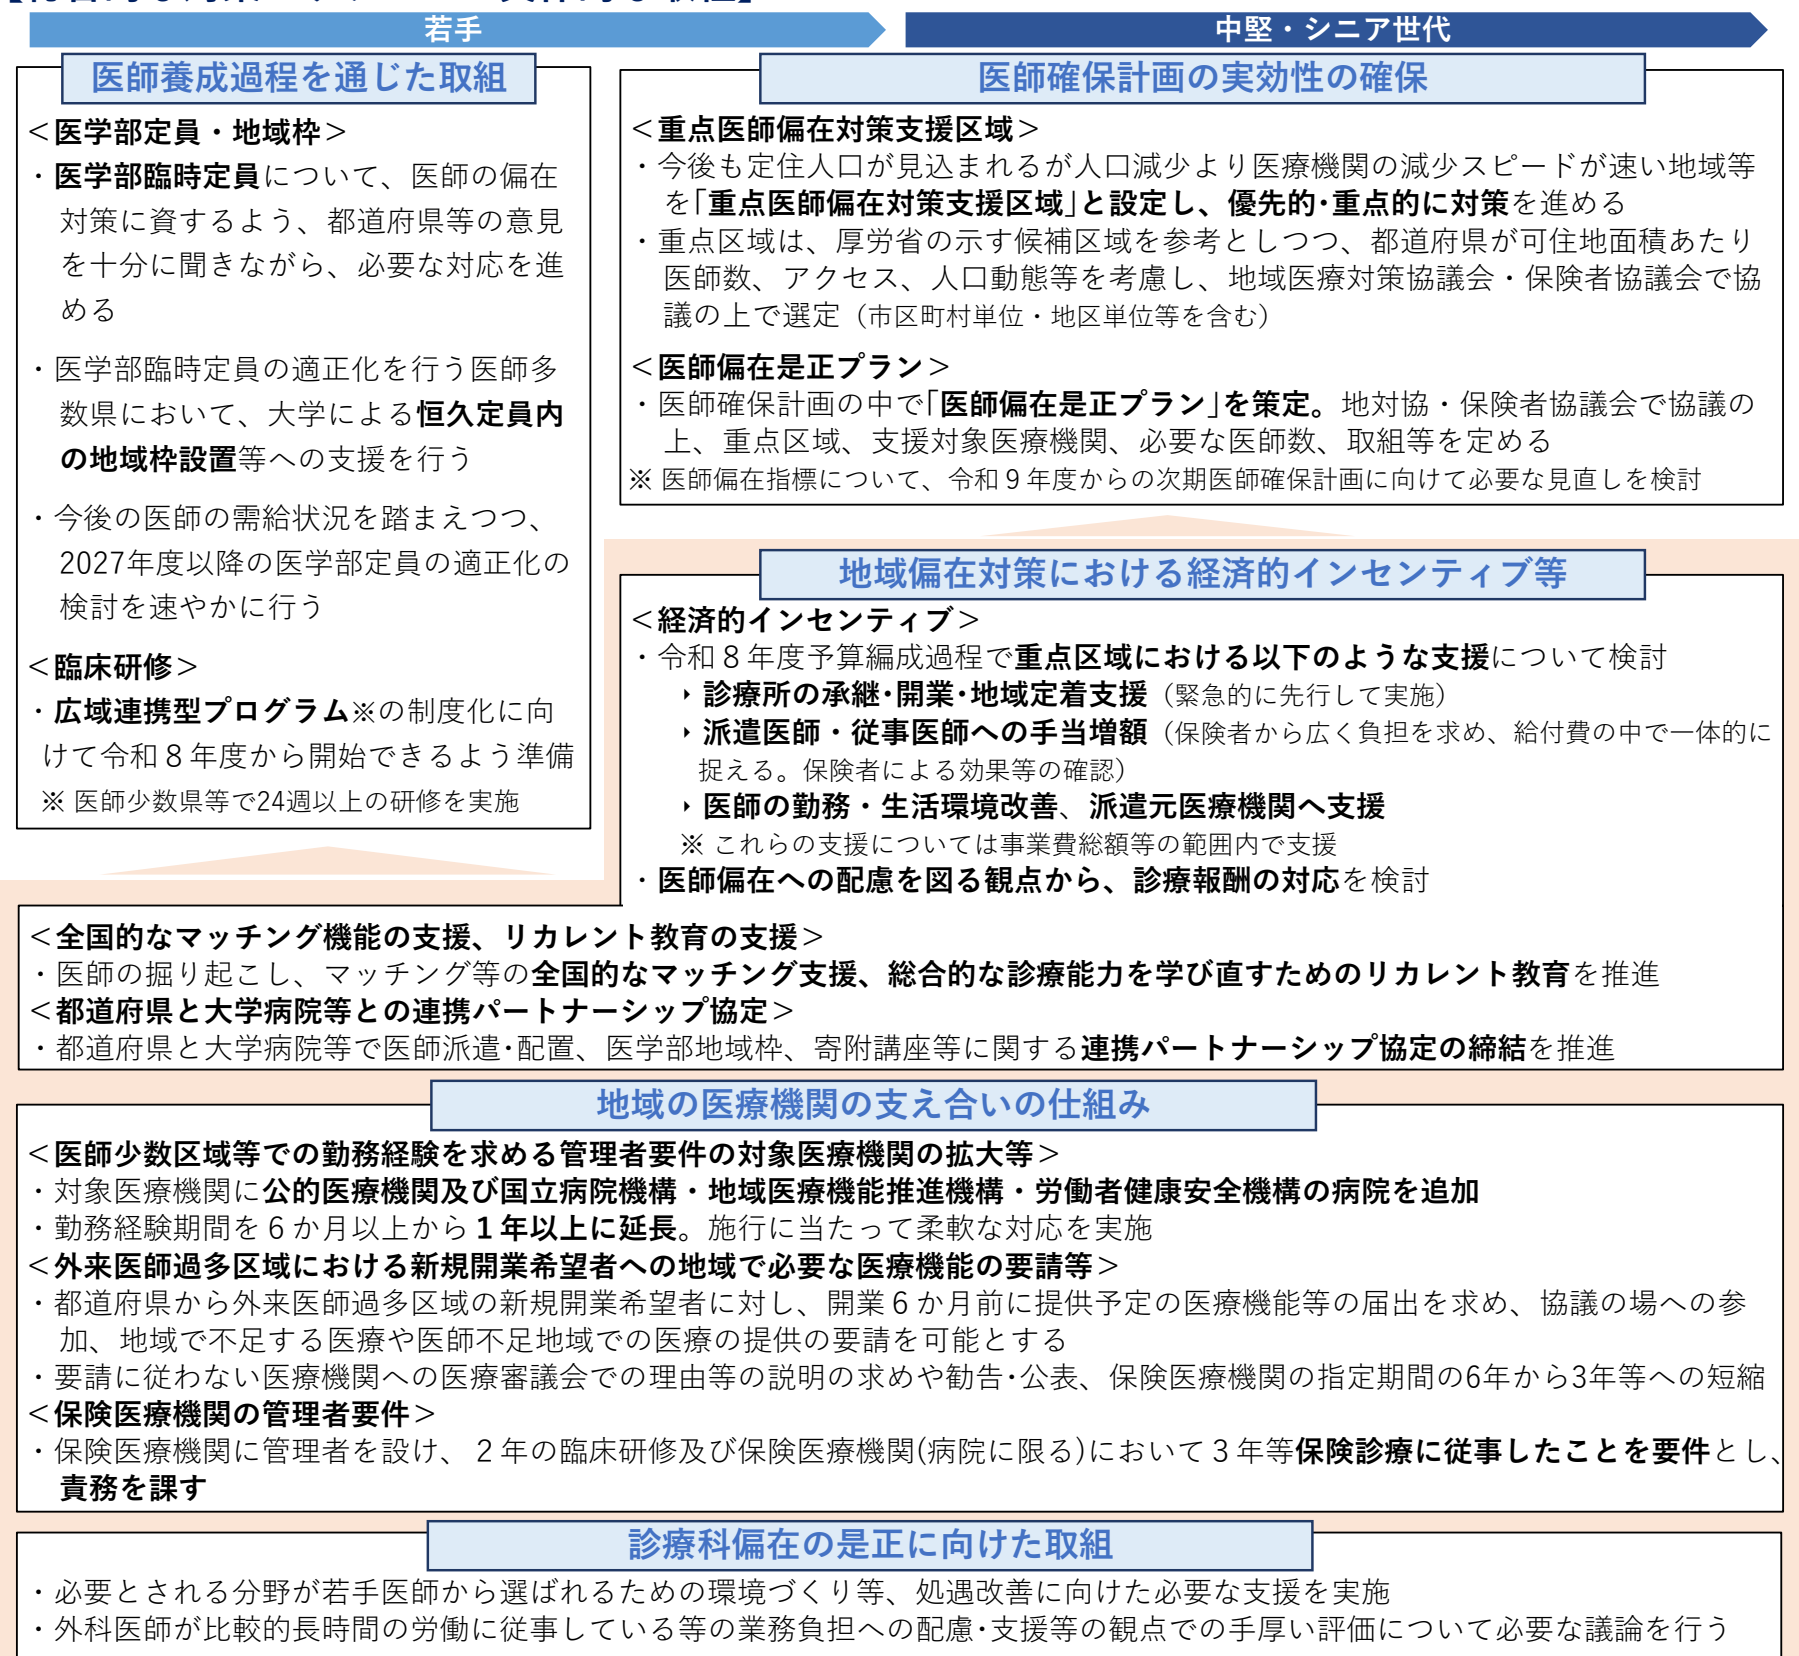 若手
中堅・シニア世代
医師養成過程を通じた取組
＜医学部定員・地域枠＞
・医学部臨時定員について、医師の偏在
対策に資するよう、都道府県等の意見
を十分に聞きながら、必要な対応を進
める
・医学部臨時定員の適正化を行う医師多
数県において、大学による恒久定員内
の地域枠設置等への支援を行う
・今後の医師の需給状況を踏まえつつ、
2027年度以降の医学部定員の適正化の
検討を速やかに行う
＜臨床研修＞
・広域連携型プログラム※の制度化に向
けて令和８年度から開始できるよう準備
※ 医師少数県等で24週以上の研修を実施
医師確保計画の実効性の確保
＜重点医師偏在対策支援区域＞
・今後も定住人口が見込まれるが人口減少より医療機関の減少スピードが速い地域等
を｢重点医師偏在対策支援区域｣と設定し、優先的･重点的に対策を進める
・重点区域は、厚労省の示す候補区域を参考としつつ、都道府県が可住地面積あたり
医師数、アクセス、人口動態等を考慮し、地域医療対策協議会・保険者協議会で協
議の上で選定（市区町村単位・地区単位等を含む）
＜医師偏在是正プラン＞
・医師確保計画の中で｢医師偏在是正プラン｣を策定。地対協・保険者協議会で協議の
上、重点区域、支援対象医療機関、必要な医師数、取組等を定める
※ 医師偏在指標について、令和９年度からの次期医師確保計画に向けて必要な見直しを検討
地域偏在対策における経済的インセンティブ等
＜経済的インセンティブ＞
・令和８年度予算編成過程で重点区域における以下のような支援について検討
‣ 診療所の承継･開業･地域定着支援（緊急的に先行して実施）
‣ 派遣医師・従事医師への手当増額（保険者から広く負担を求め、給付費の中で一体的に
捉える。保険者による効果等の確認）
‣ 医師の勤務・生活環境改善、派遣元医療機関へ支援
※ これらの支援については事業費総額等の範囲内で支援
・医師偏在への配慮を図る観点から、診療報酬の対応を検討
＜全国的なマッチング機能の支援、リカレント教育の支援＞
・医師の掘り起こし、マッチング等の全国的なマッチング支援、総合的な診療能力を学び直すためのリカレント教育を推進
＜都道府県と大学病院等との連携パートナーシップ協定＞
・都道府県と大学病院等で医師派遣･配置、医学部地域枠、寄附講座等に関する連携パートナーシップ協定の締結を推進
地域の医療機関の支え合いの仕組み
＜医師少数区域等での勤務経験を求める管理者要件の対象医療機関の拡大等＞
・対象医療機関に公的医療機関及び国立病院機構・地域医療機能推進機構・労働者健康安全機構の病院を追加
・勤務経験期間を６か月以上から１年以上に延長。施行に当たって柔軟な対応を実施
＜外来医師過多区域における新規開業希望者への地域で必要な医療機能の要請等＞
・都道府県から外来医師過多区域の新規開業希望者に対し、開業６か月前に提供予定の医療機能等の届出を求め、協議の場への参
加、地域で不足する医療や医師不足地域での医療の提供の要請を可能とする
・要請に従わない医療機関への医療審議会での理由等の説明の求めや勧告･公表、保険医療機関の指定期間の6年から3年等への短縮
＜保険医療機関の管理者要件＞
・保険医療機関に管理者を設け、２年の臨床研修及び保険医療機関(病院に限る)において３年等保険診療に従事したことを要件とし、
責務を課す
診療科偏在の是正に向けた取組
・必要とされる分野が若手医師から選ばれるための環境づくり等、処遇改善に向けた必要な支援を実施
・外科医師が比較的長時間の労働に従事している等の業務負担への配慮･支援等の観点での手厚い評価について必要な議論を行う